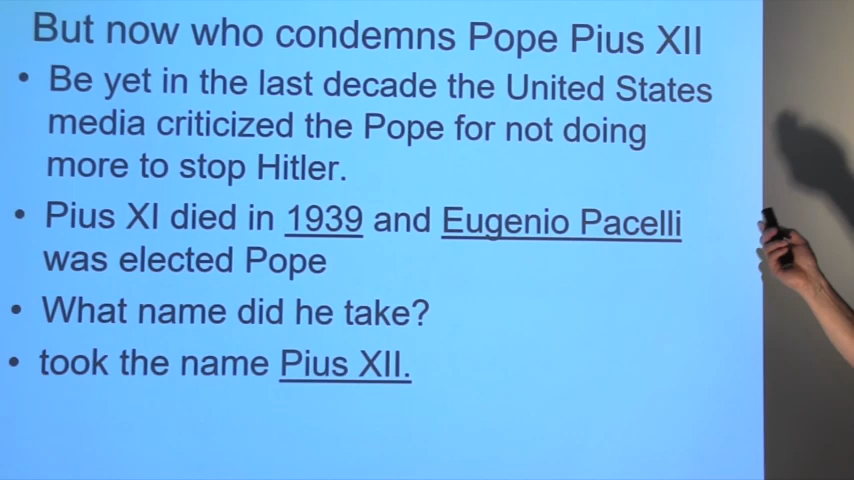 But now who condemns Pope Pius XII
• Be yet in the last decade the United States
media criticized the Pope for not doing
more to stop Hitler.
• Pius XI died in 1939 and Eugenio Pacelli
was elected Pope
• What name did he take?
• took the name Pius XII.